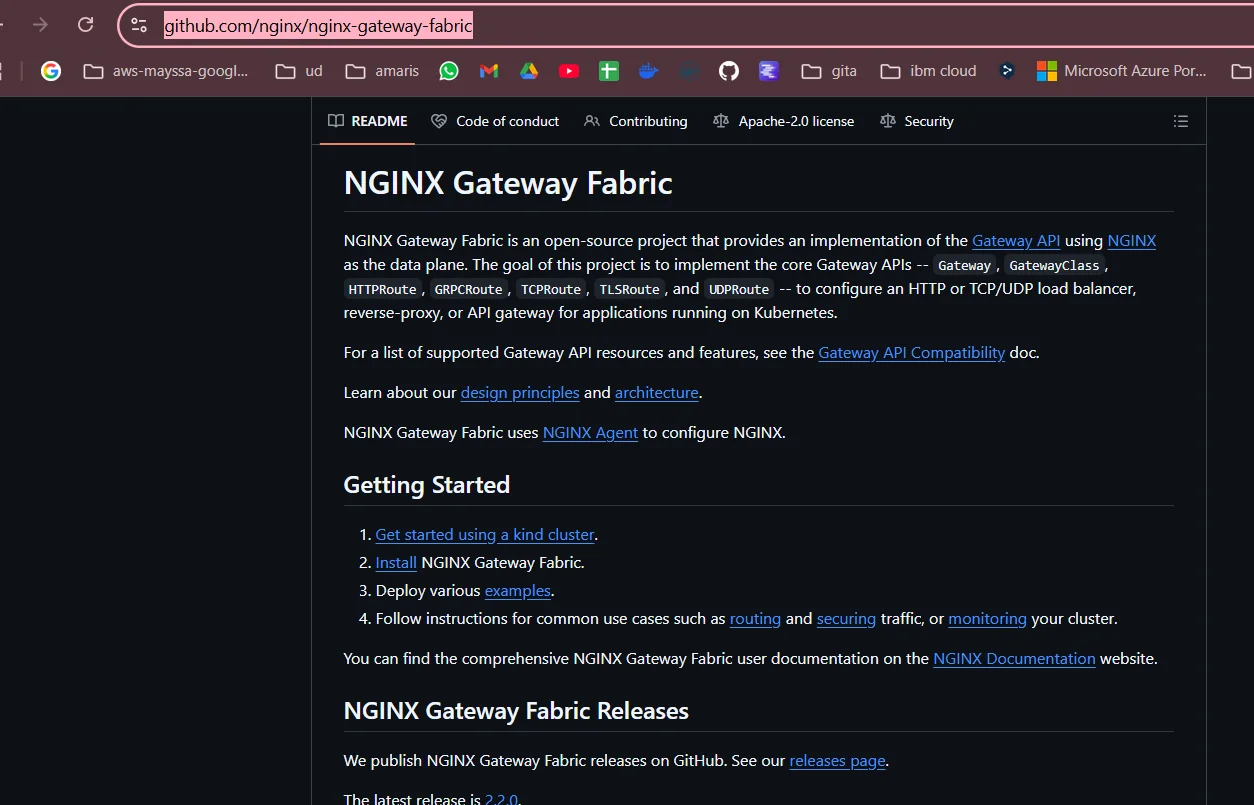 github.com/nginx/nginx-gateway-fabric
aws-mayssa-googl... ud amaris gita ibm cloud Microsoft Azure Por...
README Code of conduct Contributing Apache-2.0 license Security
NGINX Gateway Fabric
NGINX Gateway Fabric is an open-source project that provides an implementation of the Gateway API using NGINX
as the data plane. The goal of this project is to implement the core Gateway APIs -- Gateway, GatewayClass,
HTTPRoute, GRPCRoute, TCPRoute, TLSRoute, and UDPRoute -- to configure an HTTP or TCP/UDP load balancer,
reverse-proxy, or API gateway for applications running on Kubernetes.
For a list of supported Gateway API resources and features, see the Gateway API Compatibility doc.
Learn about our design principles and architecture.
NGINX Gateway Fabric uses NGINX Agent to configure NGINX.
Getting Started
1. Get started using a kind cluster.
2. Install NGINX Gateway Fabric.
3. Deploy various examples.
4. Follow instructions for common use cases such as routing and securing traffic, or monitoring your cluster.
You can find the comprehensive NGINX Gateway Fabric user documentation on the NGINX Documentation website.
NGINX Gateway Fabric Releases
We publish NGINX Gateway Fabric releases on GitHub. See our releases page.
The latest release is 2.2.0.